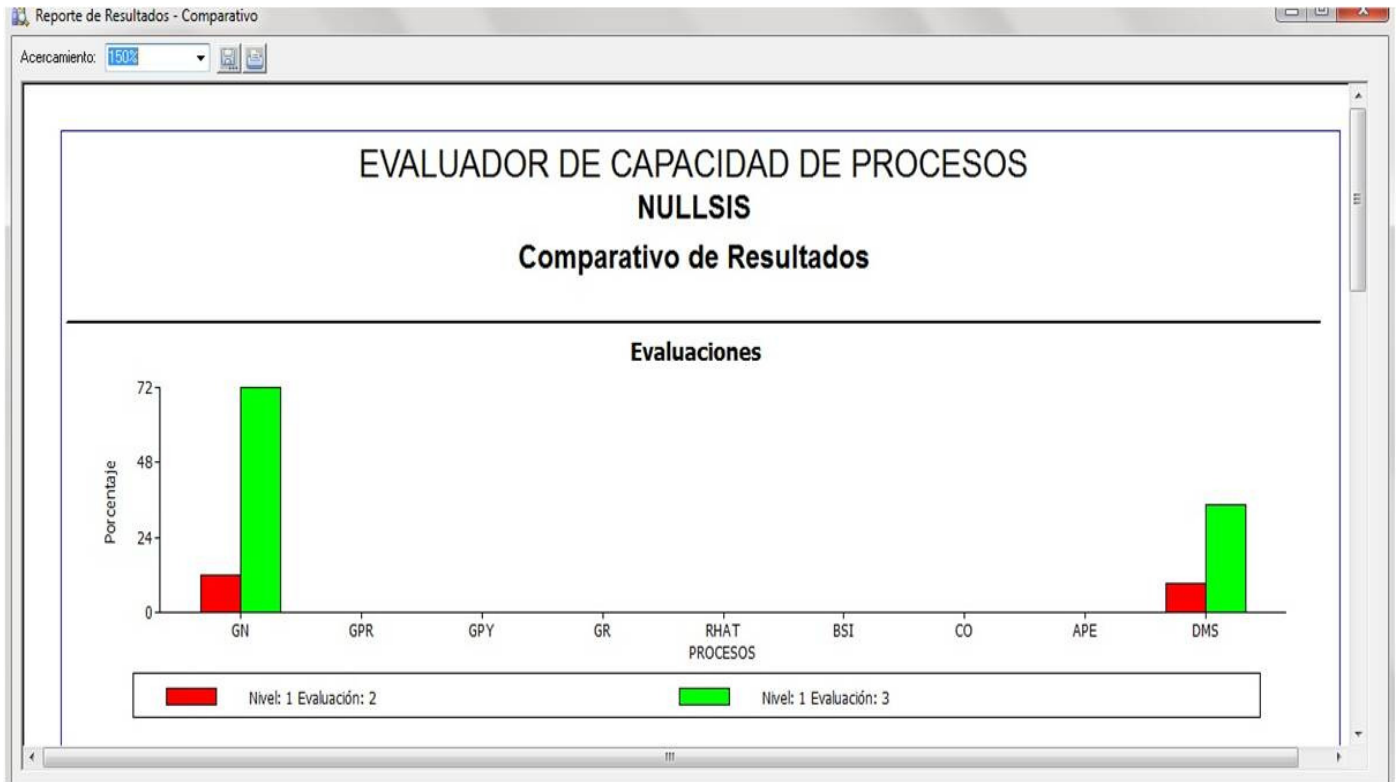 Reporte de Resultados - Comparativo
Acercamiento: 150%
EVALUADOR DE CAPACIDAD DE PROCESOS
NULLSIS
Comparativo de Resultados
Evaluaciones
72
48
24
0
Porcentaje
GN GPR GPY GR RHAT BSI CO APE DMS
PROCESOS
Nivel: 1 Evaluación: 2 Nivel: 1 Evaluación: 3